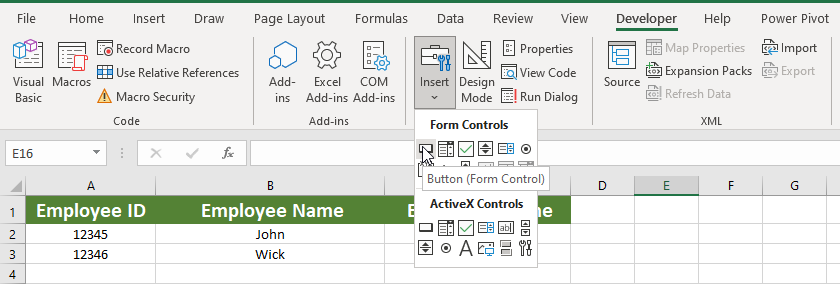 File Home Insert Draw Page Layout Formulas Data Review View Developer Help Power Pivot
Visual Basic
Macros
Record Macro
Use Relative References
Macro Security
Code
Add-ins
Excel Add-ins
COM Add-ins
Add-ins
Insert
Design Mode
Properties
View Code
Run Dialog
Source
Map Properties
Expansion Packs
Refresh Data
Import
Export
XML
Form Controls
Button (Form Control)
ActiveX Controls
ab|
A
E16 fx
A B D E F G
1 Employee ID Employee Name E me
2 12345 John
3 12346 Wick
4